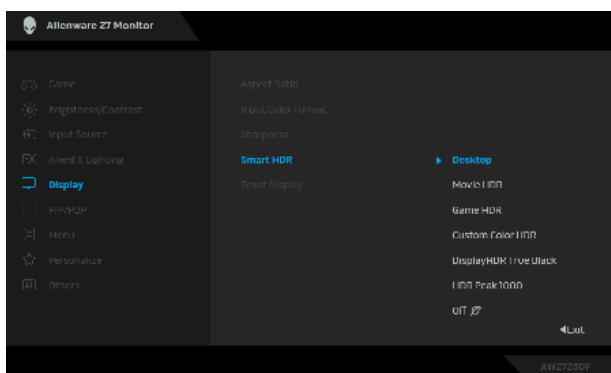 Alienware 27 Monitor
Game
Brightness/Contrast
Input Source
AlienFX Lighting
Display
PIP/PBP
Menu
Personalize
Others
Aspect Ratio
Input Color Format
Sharpness
Smart HDR
Reset Display
Desktop
Movie HDR
Game HDR
Custom Color HDR
DisplayHDR True Black
HDR Peak 1000
Off
Exit
AW2725DF